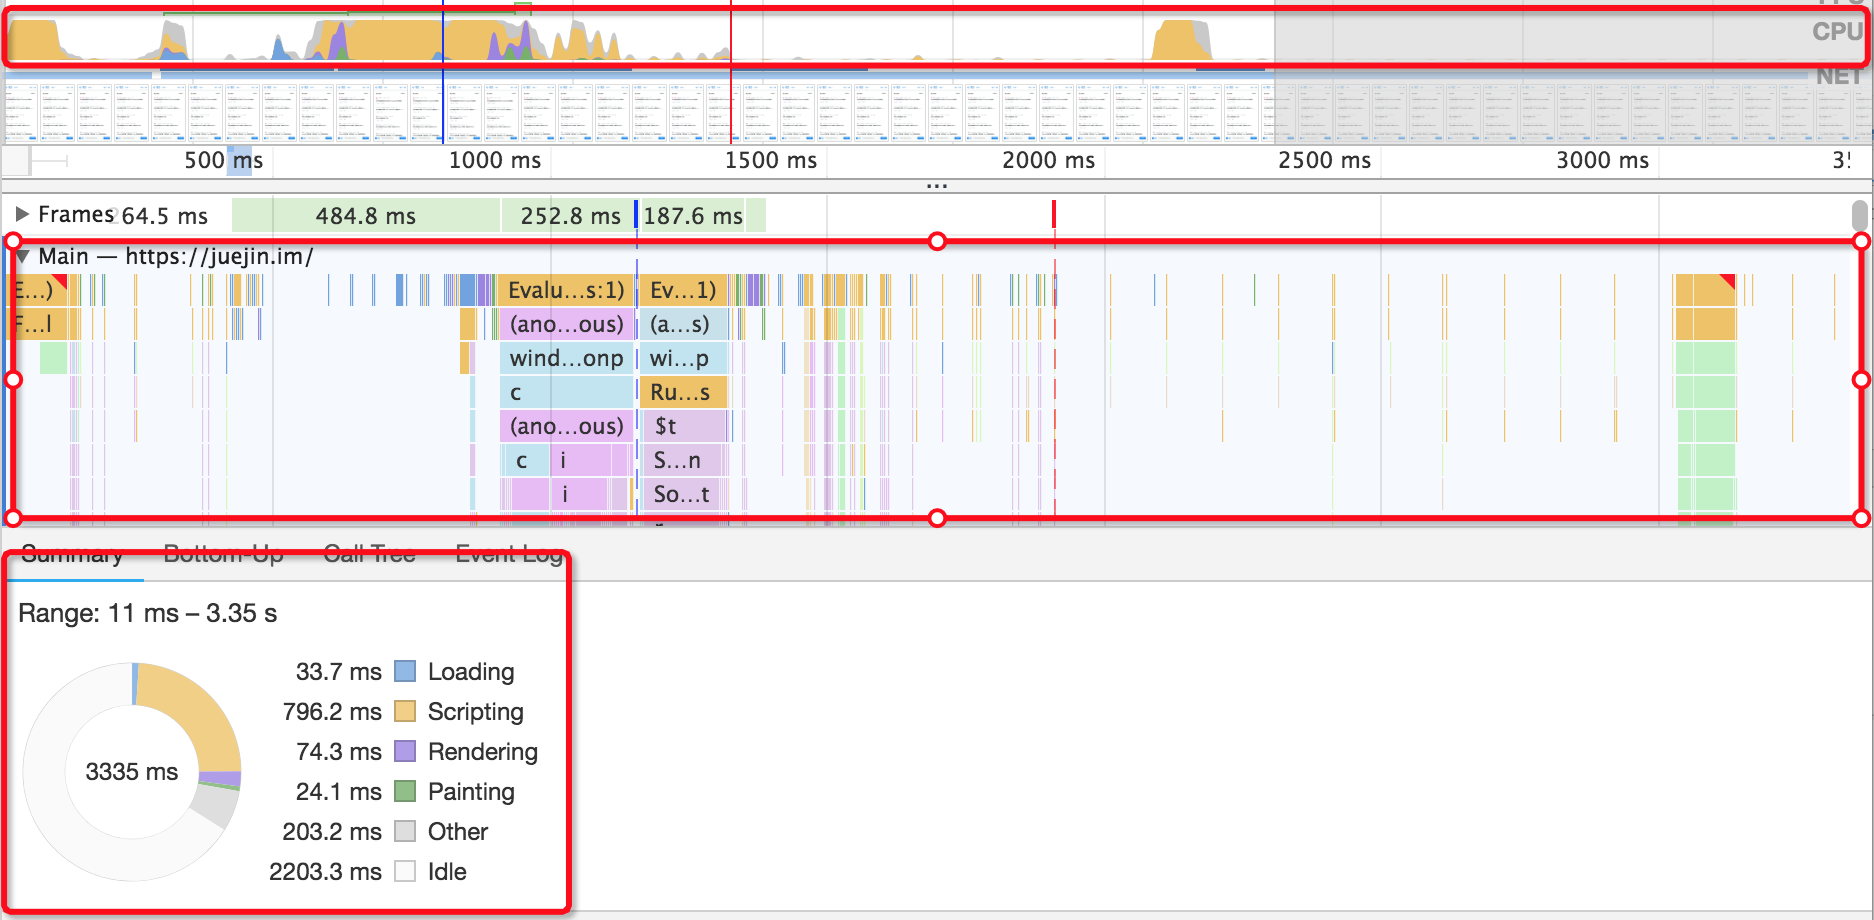 CPU
NET
500 ms 1000 ms 1500 ms 2000 ms 2500 ms 3000 ms
...
Frames 64.5 ms 484.8 ms 252.8 ms 187.6 ms
Main — https://juejin.im/
E...) Evalu...s:1) Ev...1)
F...l (ano...ous) (a...s)
wind...onp wi...p
c Ru...s
(ano...ous) $t
c i S...n
i So...t
Summary Bottom-Up Call Tree Event Log
Range: 11 ms – 3.35 s
33.7 ms Loading
796.2 ms Scripting
74.3 ms Rendering
3335 ms
24.1 ms Painting
203.2 ms Other
2203.3 ms Idle